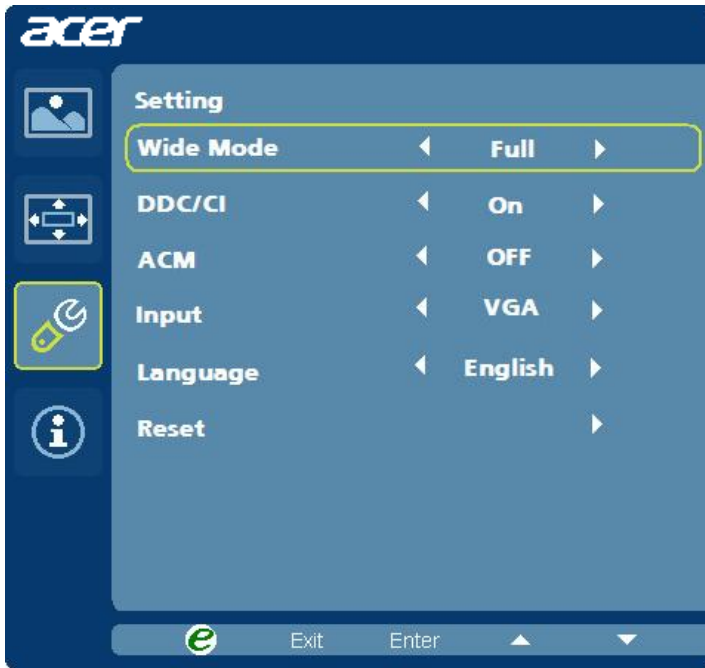 acer
Setting
Wide Mode Full
DDC/CI On
ACM OFF
Input VGA
Language English
Reset
e Exit Enter